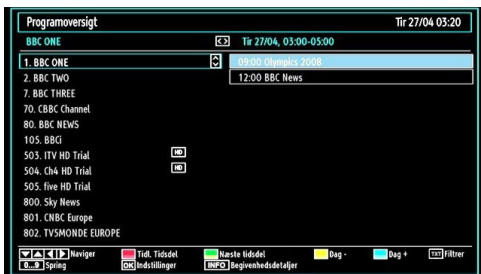 Programoversigt Tir 27/04 03:20
BBC ONE <> Tir 27/04, 03:00-05:00
1. BBC ONE 09:00 Olympics 2008
2. BBC TWO 12:00 BBC News
7. BBC THREE
70. CBBC Channel
80. BBC NEWS
105. BBCi
503. ITV HD Trial HD
504. Ch4 HD Trial HD
505. five HD Trial
800. Sky News
801. CNBC Europe
802. TV5MONDE EUROPE
Naviger Tidl. Tidsdel Næste tidsdel Dag - Dag + TXT Filtrer
0...9 Spring OK Indstillinger INFO Begivenhedsdetaljer